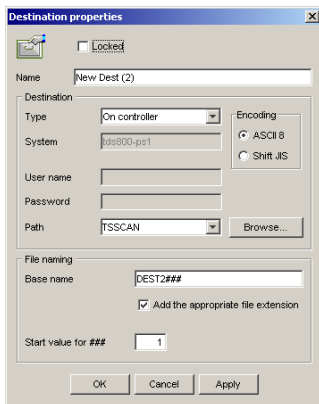 Destination properties
Locked
Name New Dest (2)
Destination
Type On controller
Encoding
ASCII 8
System tds800-ps1
Shift JIS
User name
Password
Path TSSCAN Browse...
File naming
Base name DEST2###
Add the appropriate file extension
Start value for ### 1
OK Cancel Apply